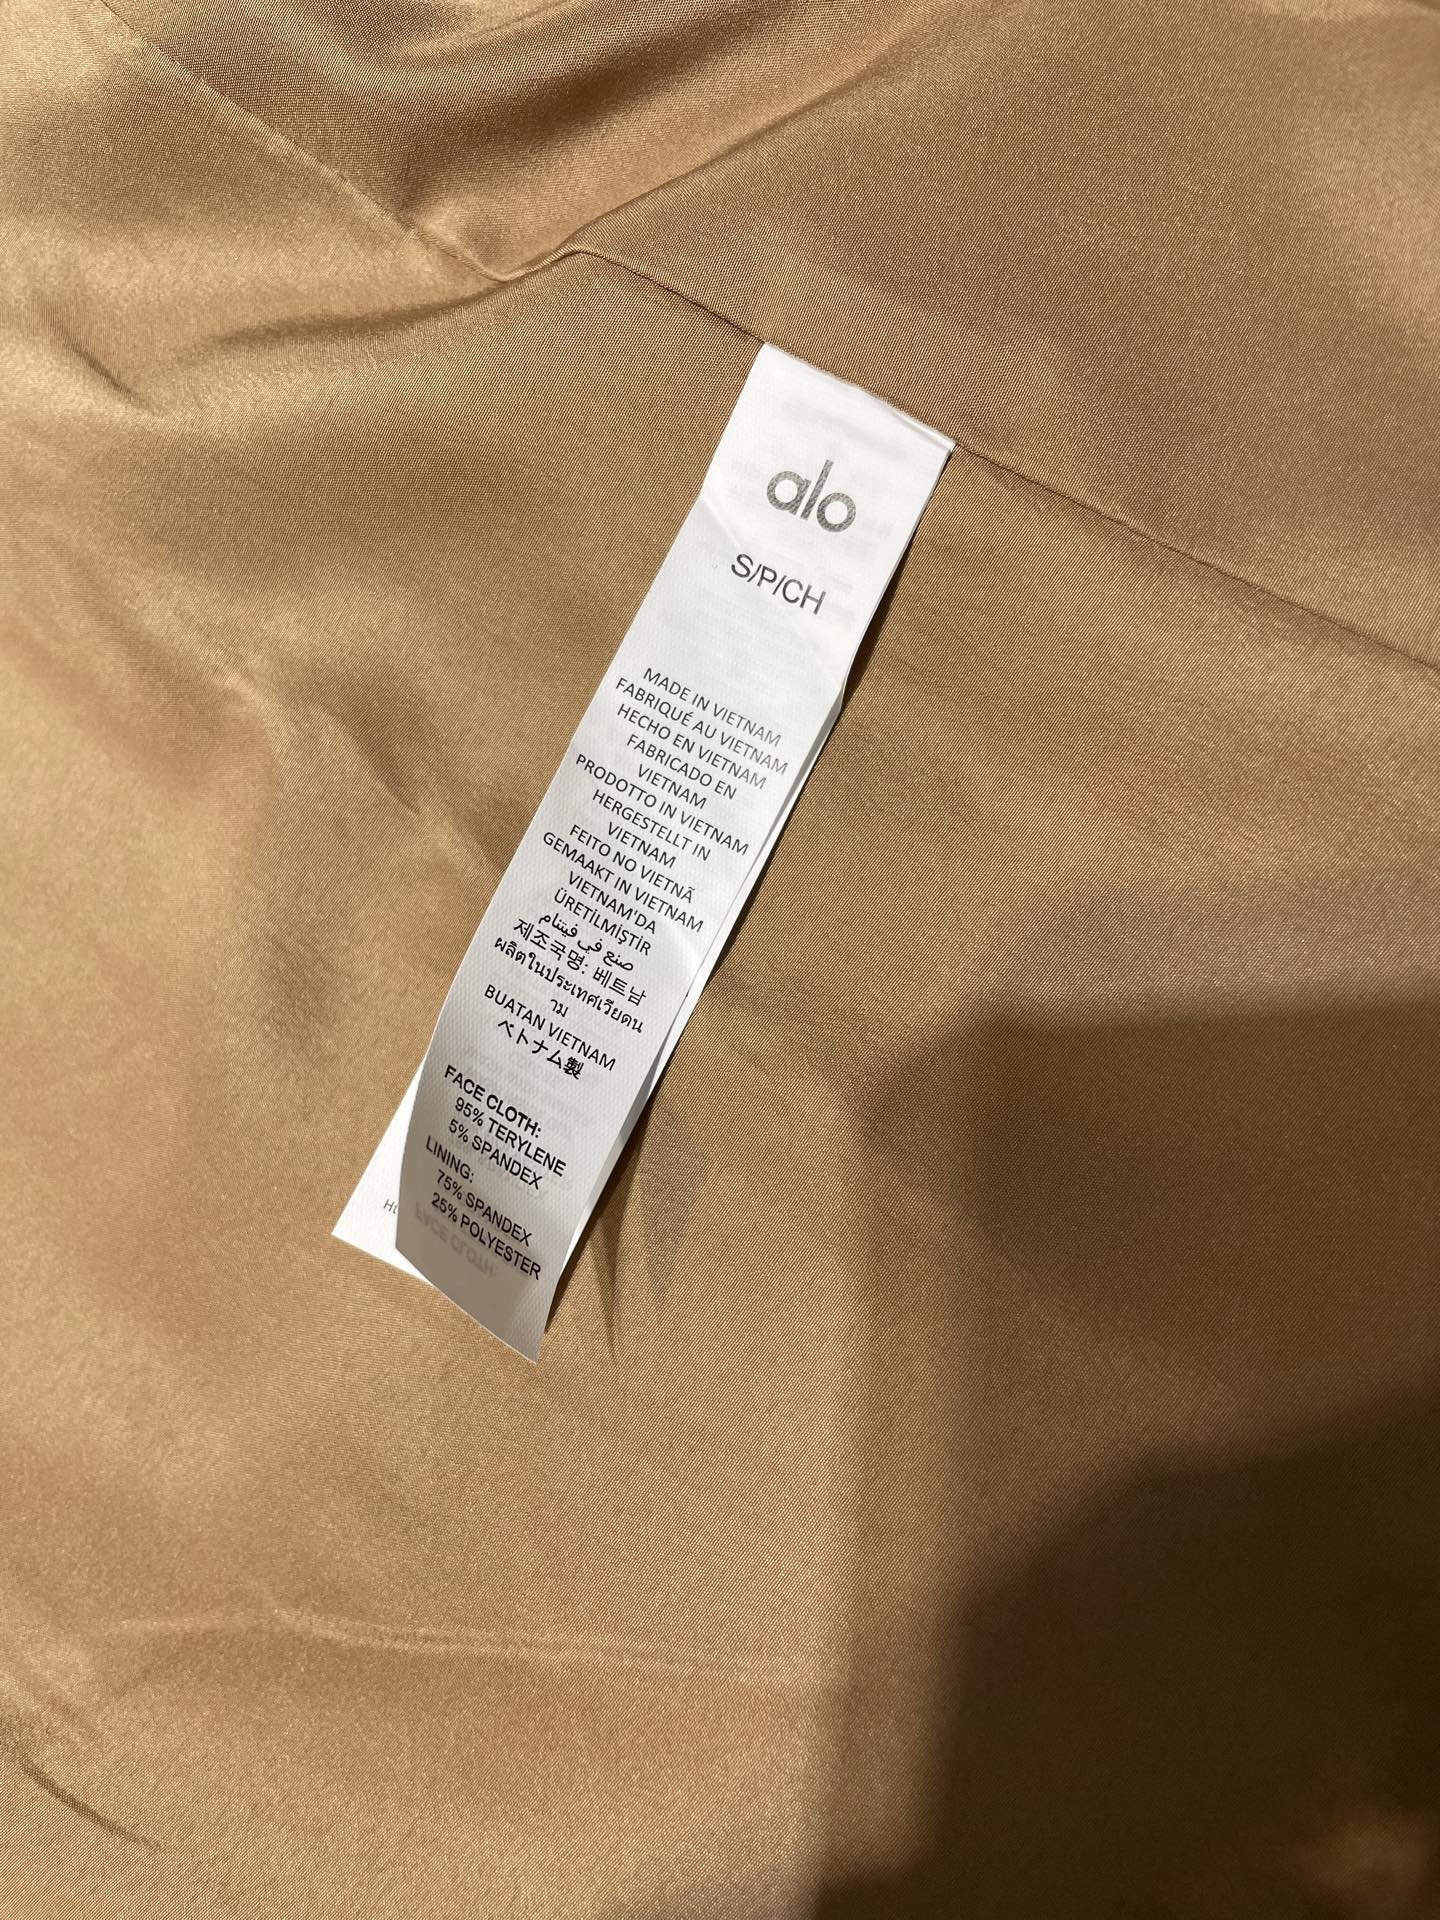 alo
S/P/CH
MADE IN VIETNAM
FABRIQUÉ AU VIETNAM
HECHO EN VIETNAM
FABRICADO EN
VIETNAM
PRODOTTO IN VIETNAM
HERGESTELLT IN
VIETNAM
FEITO NO VIETNÃ
GEMAAKT IN VIETNAM
VIETNAM'DA
ÜRETİLMİŞTİR
صنع في فيتنام
제조국명: 베트남
ผลิตในประเทศเวียดน
าม
BUATAN VIETNAM
ベトナム製
FACE CLOTH:
95% TERYLENE
5% SPANDEX
LINING:
75% SPANDEX
25% POLYESTER